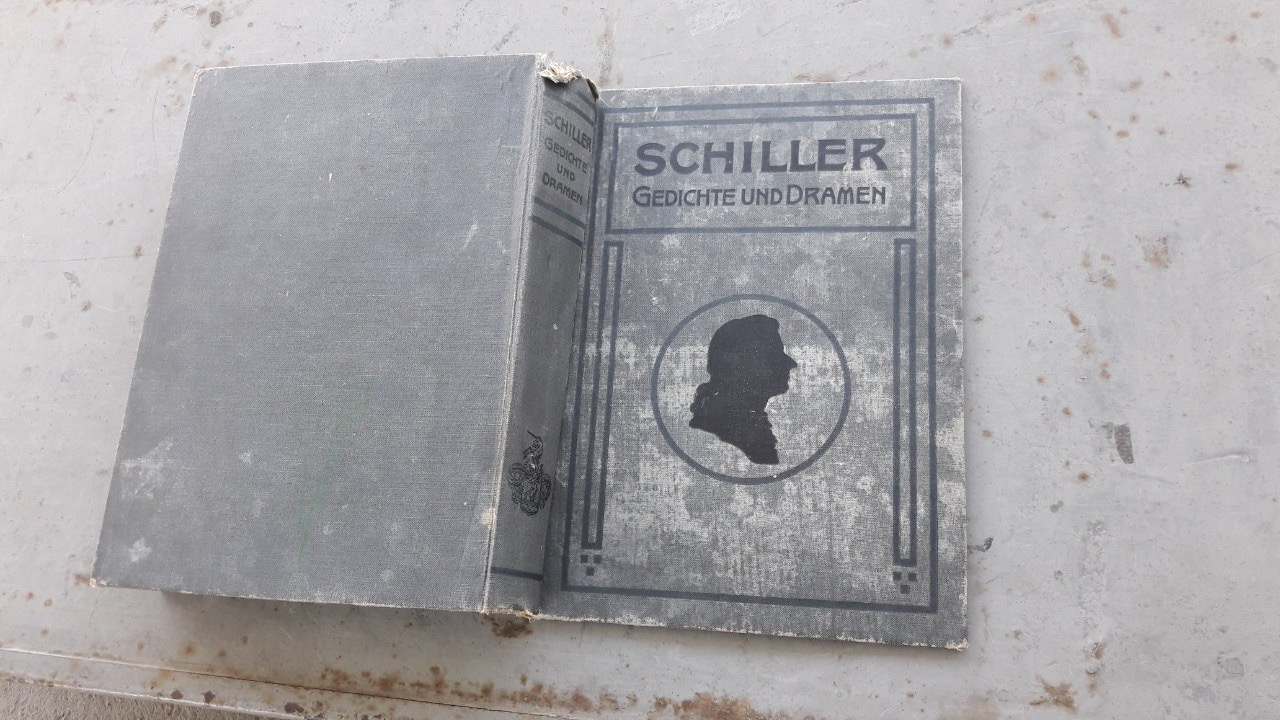 SCHILLER
GEDICHTE
UND
DRAMEN
SCHILLER
GEDICHTE UND DRAMEN